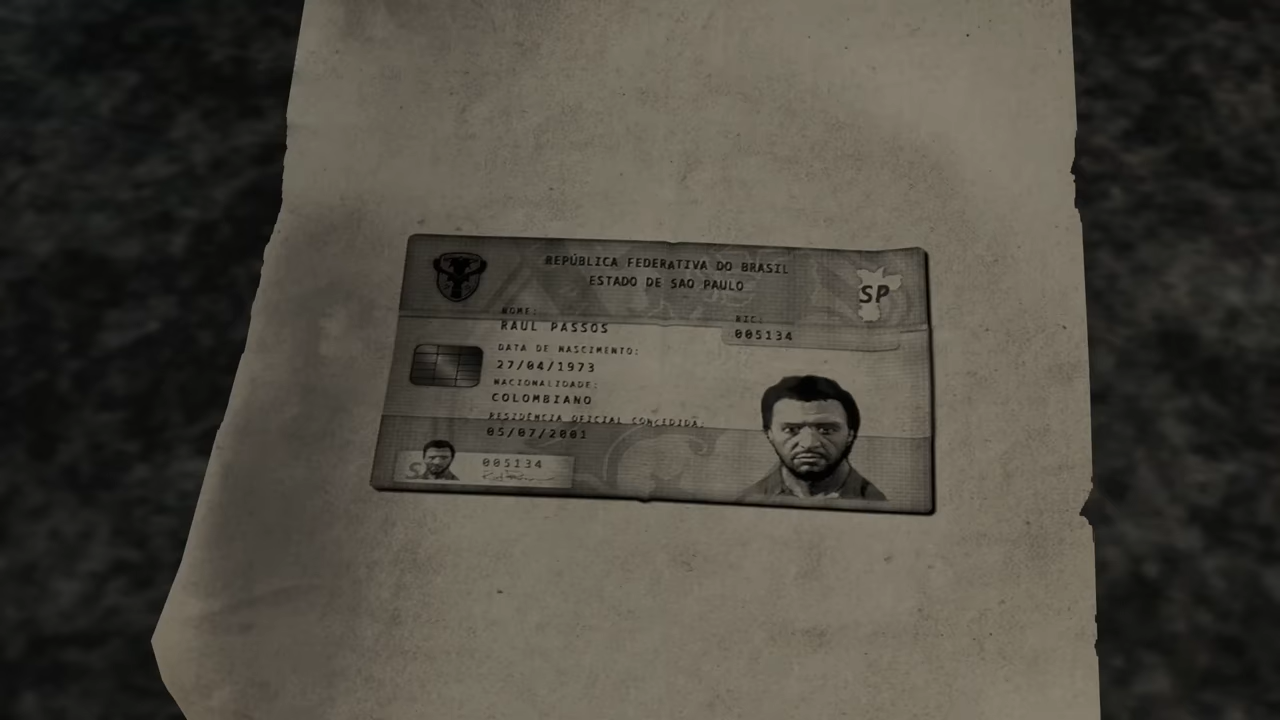 REPÚBLICA FEDERATIVA DO BRASIL
ESTADO DE SAO PAULO
SP
NOME:
RAUL PASSOS
RIC:
005134
DATA DE NASCIMENTO:
27/04/1973
NACIONALIDADE:
COLOMBIANO
RESIDÊNCIA OFICIAL CONCEDIDA:
05/07/2001
005134